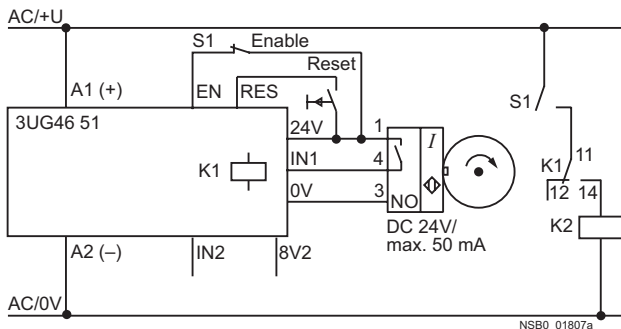 AC/+U
S1 Enable
Reset
A1 (+)
EN RES
S1
3UG46 51
24V 1 I
IN1 4
K1
K1 11
0V 3 NO
12 14
DC 24V/
max. 50 mA
K2
A2 (–) IN2 8V2
AC/0V
NSB0_01807a